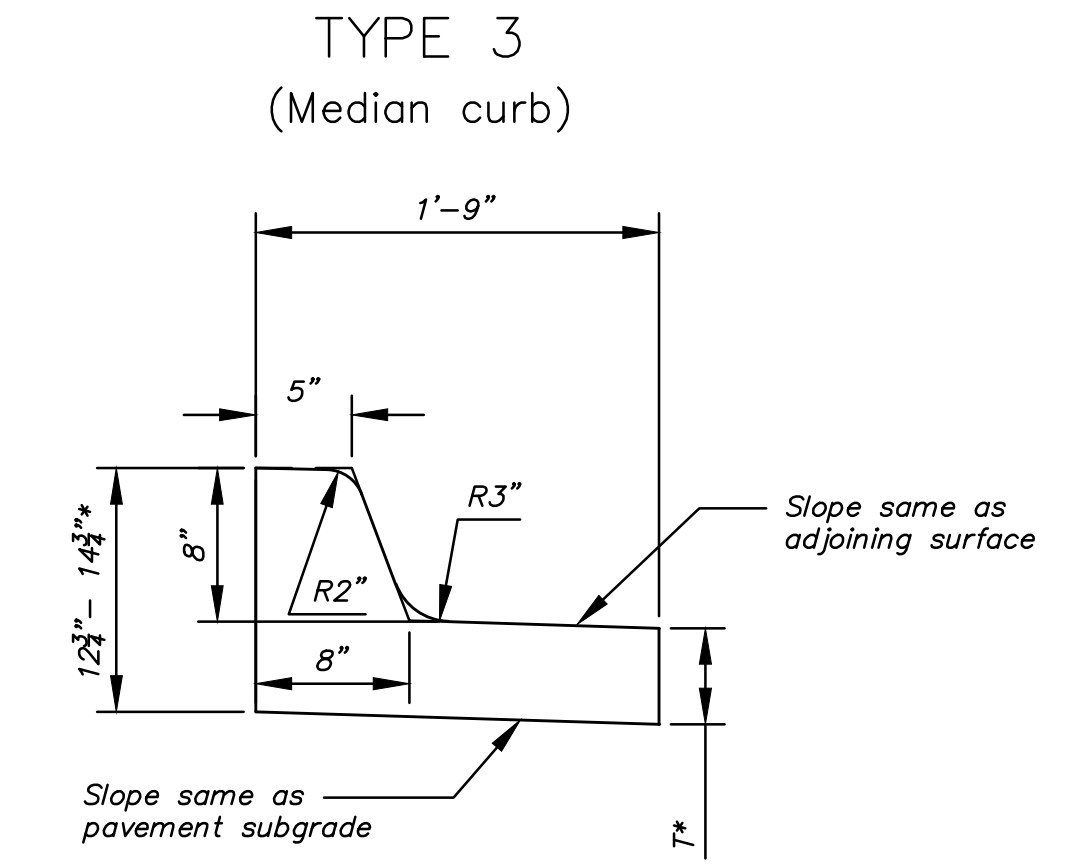 TYPE 3
(Median curb)
1'-9"
5"
R3"
Slope same as
adjoining surface
8"
12¾"- 14¾"*
R2"
8"
Slope same as
pavement subgrade
T*